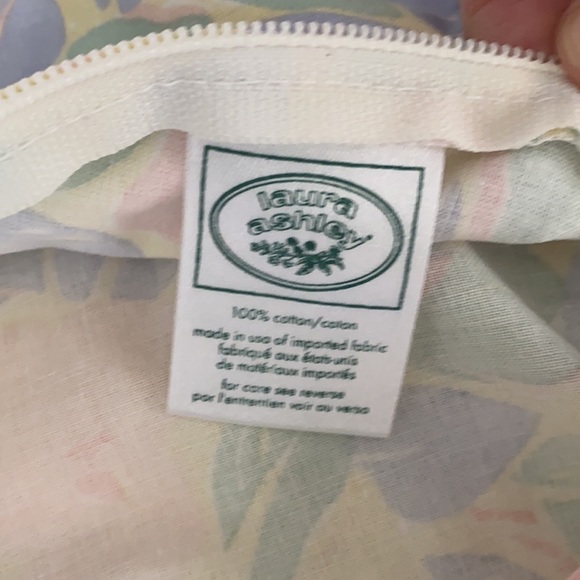 laura
ashley
100% cotton/coton
made in usa of imported fabric
fabriqué aux états-unis
de matériaux importés
for care see reverse
par l'entretien voir au verso